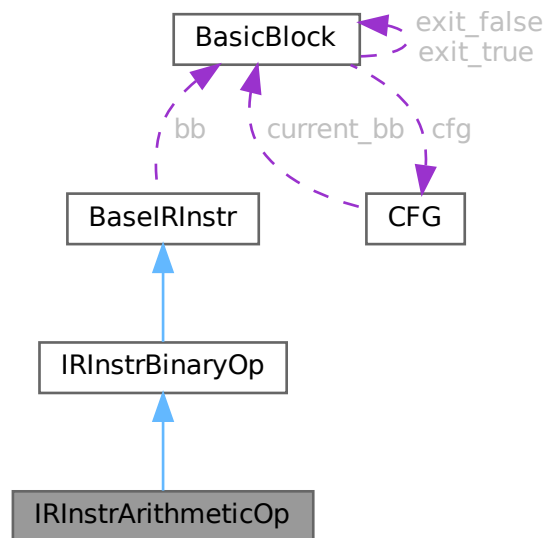 exit_false
BasicBlock
exit_true
bb
current_bb
cfg
BaseIRInstr
CFG
IRInstrBinaryOp
IRInstrArithmeticOp